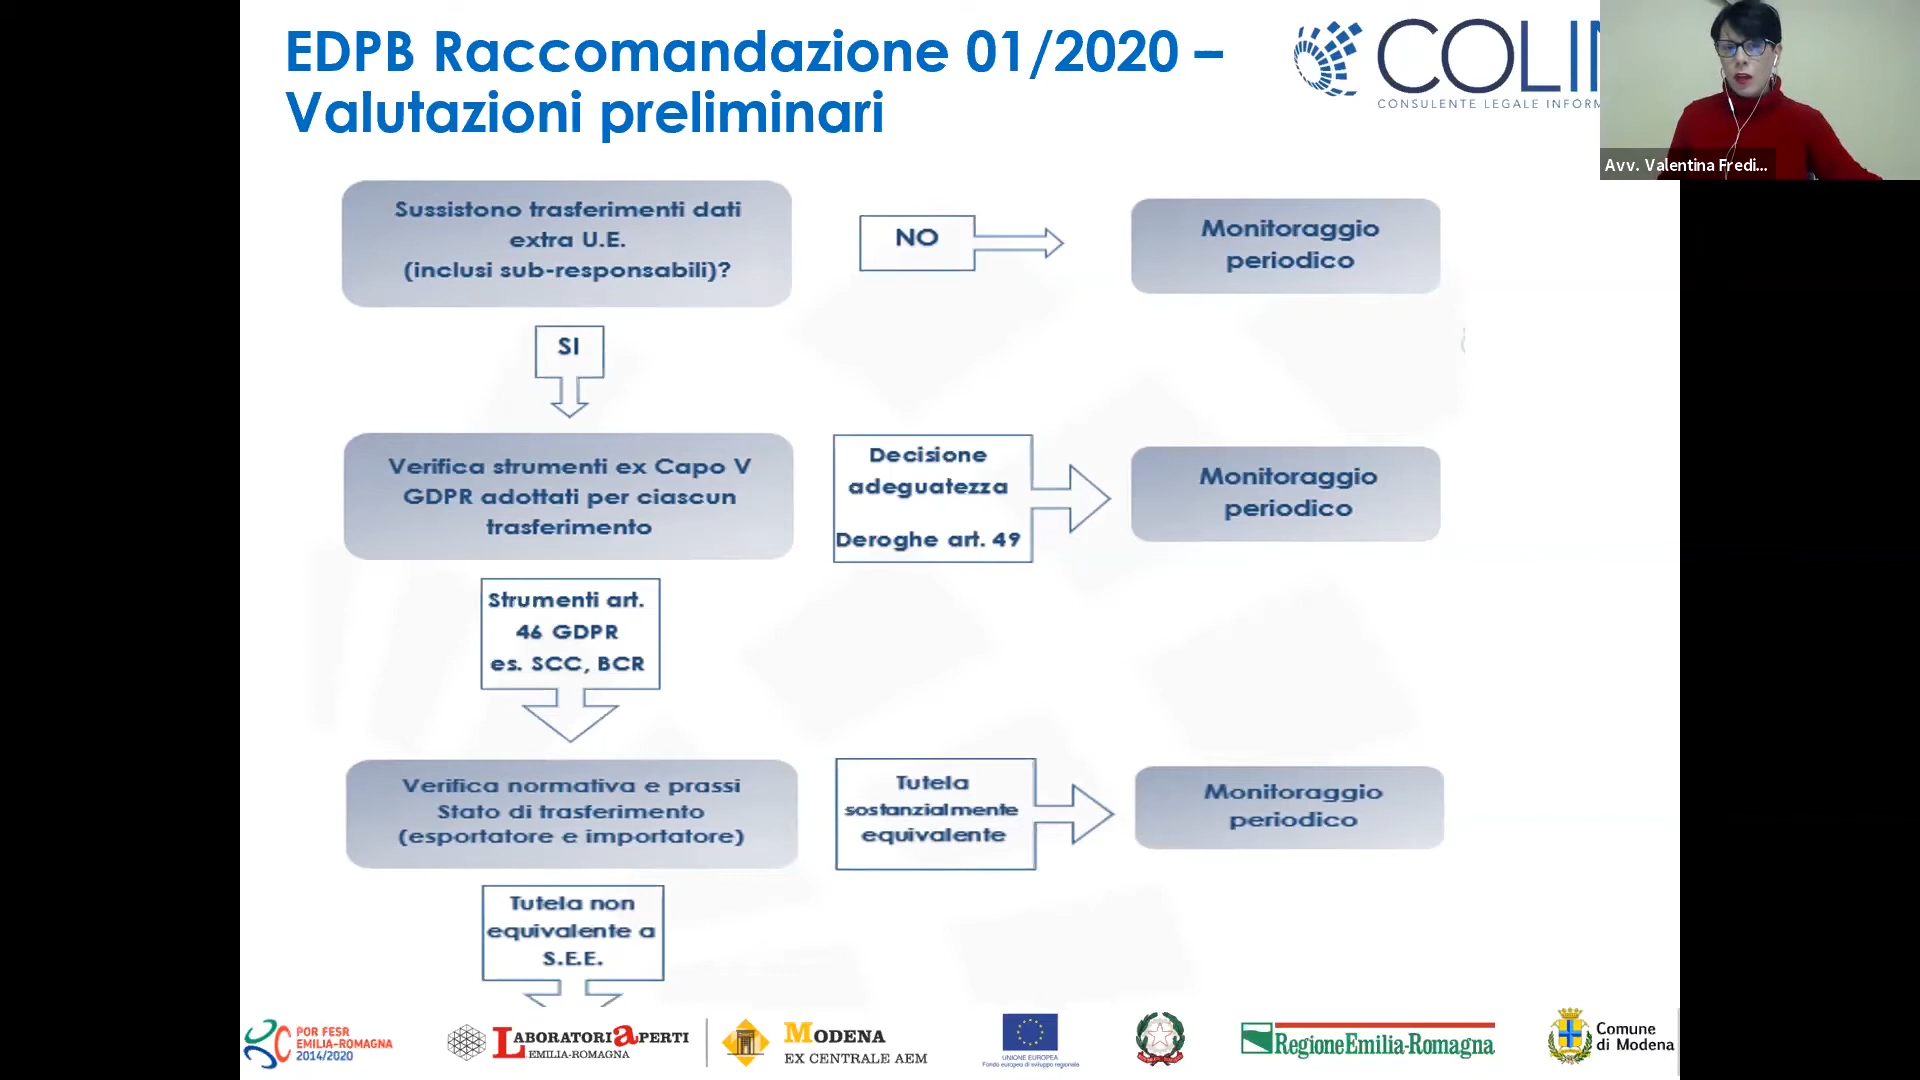 EDPB Raccomandazione 01/2020 –
Valutazioni preliminari
COLIN
CONSULENTE LEGALE INFORM
Avv. Valentina Fredi...
Sussistono trasferimenti dati
extra U.E.
(inclusi sub-responsabili)?
NO
Monitoraggio
periodico
SI
Verifica strumenti ex Capo V
GDPR adottati per ciascun
trasferimento
Decisione
adeguatezza
Deroghe art. 49
Monitoraggio
periodico
Strumenti art.
46 GDPR
es. SCC, BCR
Verifica normativa e prassi
Stato di trasferimento
(esportatore e importatore)
Tutela
sostanzialmente
equivalente
Monitoraggio
periodico
Tutela non
equivalente a
S.E.E.
POR FESR
EMILIA-ROMAGNA
2014/2020
LABORATORI APERTI
EMILIA-ROMAGNA
MODENA
EX CENTRALE AEM
UNIONE EUROPEA
Fondo europeo di sviluppo regionale
RegioneEmilia-Romagna
Comune
di Modena